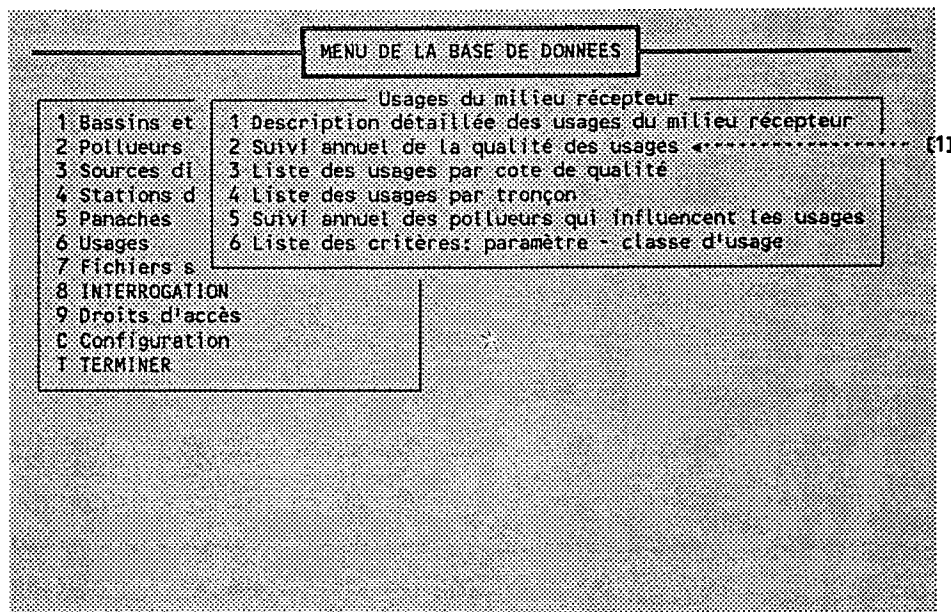 MENU DE LA BASE DE DONNEES
Usages du milieu récepteur
1 Bassins et
2 Pollueurs
3 Sources di
4 Stations d
5 Panaches
6 Usages
7 Fichiers s
8 INTERROGATION
9 Droits d'accès
C Configuration
T TERMINER
1 Description détaillée des usages du milieu récepteur
2 Suivi annuel de la qualité des usages [1]
3 Liste des usages par cote de qualité
4 Liste des usages par tronçon
5 Suivi annuel des pollueurs qui influencent les usages
6 Liste des critères: paramètre - classe d'usage